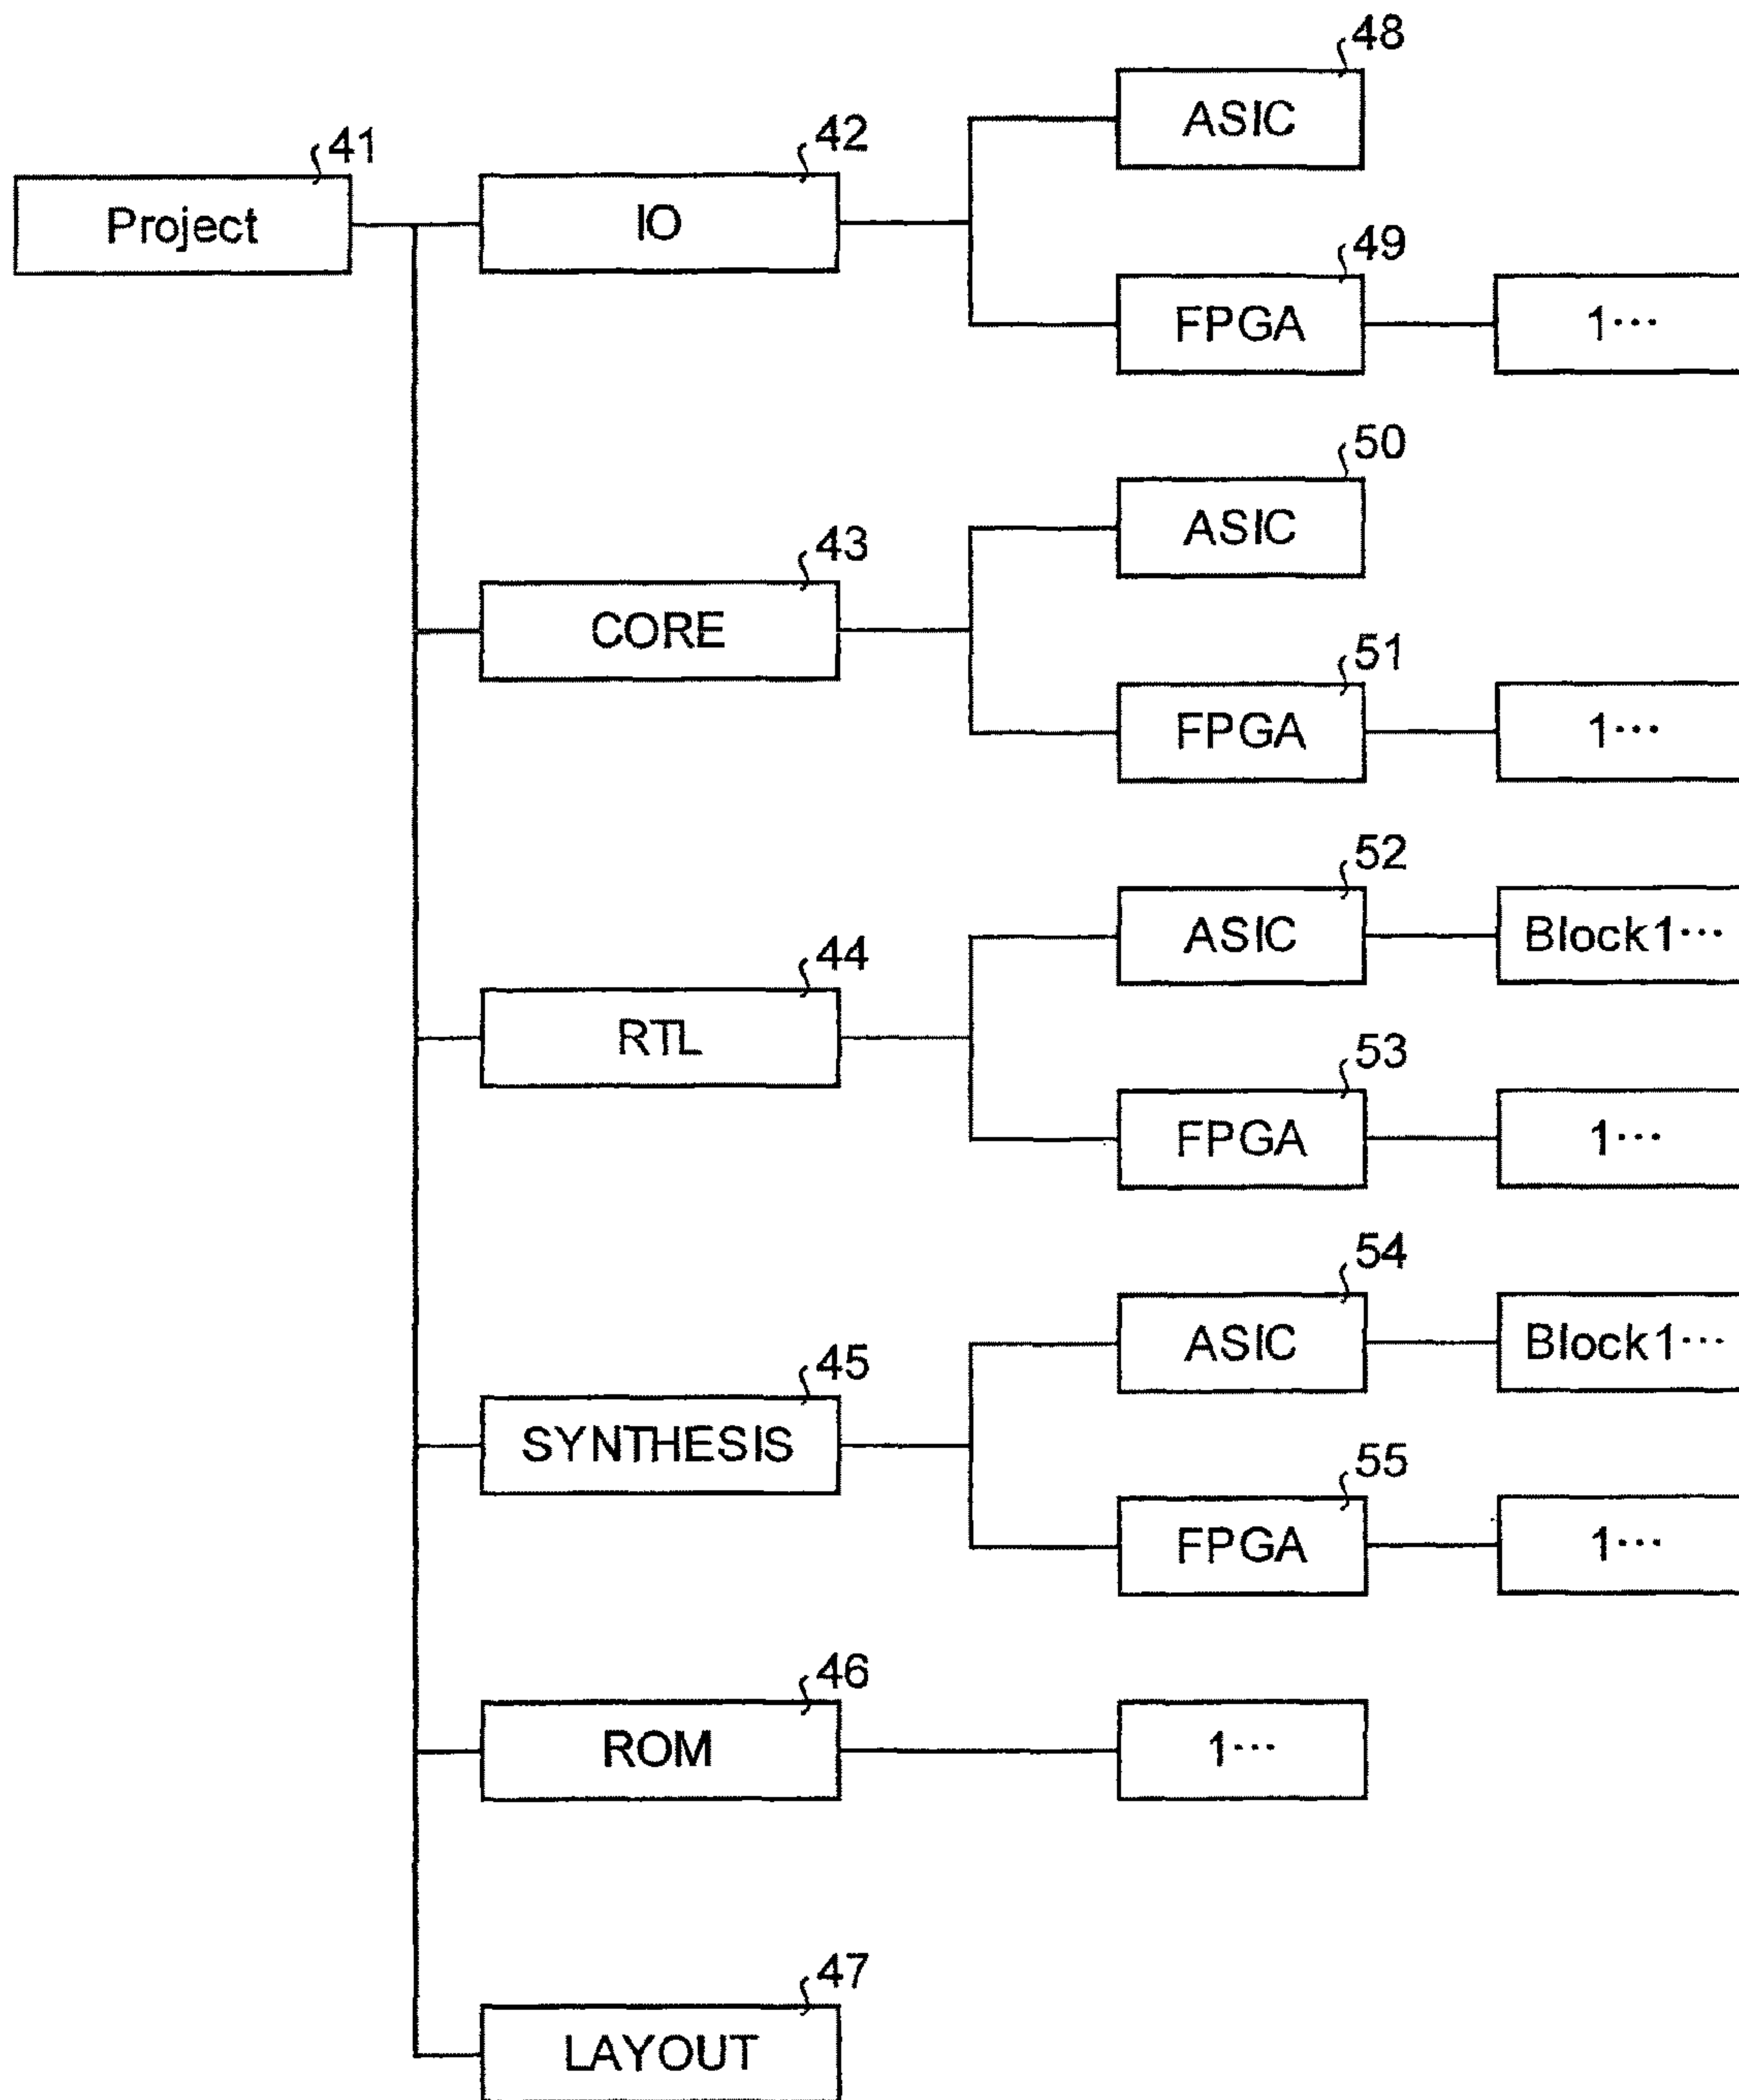 48
ASIC
41
Project
42
IO
49
FPGA
1···
50
ASIC
43
CORE
51
FPGA
1···
52
ASIC
Block1···
44
RTL
53
FPGA
1···
54
ASIC
Block1···
45
SYNTHESIS
55
FPGA
1···
46
ROM
1···
47
LAYOUT